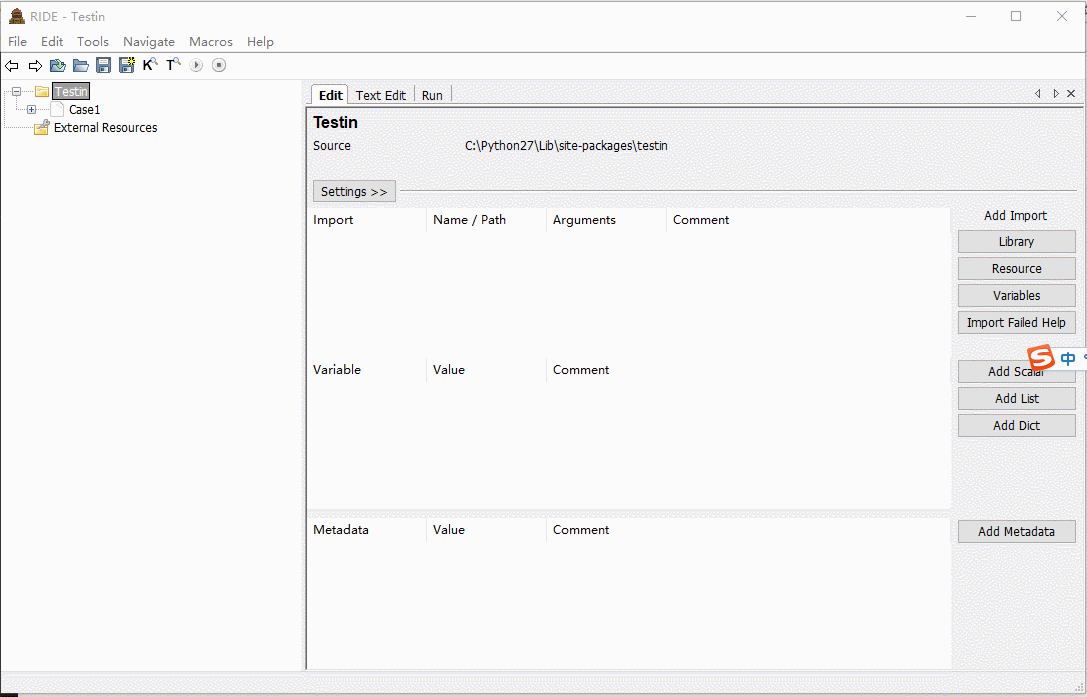 RIDE - Testin
File Edit Tools Navigate Macros Help
K T
Testin
Case1
External Resources
Edit Text Edit Run
Testin
Source C:\Python27\Lib\site-packages\testin
Settings >>
Import Name / Path Arguments Comment
Add Import
Library
Resource
Variables
Import Failed Help
S 中
Variable Value Comment
Add Scalar
Add List
Add Dict
Metadata Value Comment
Add Metadata